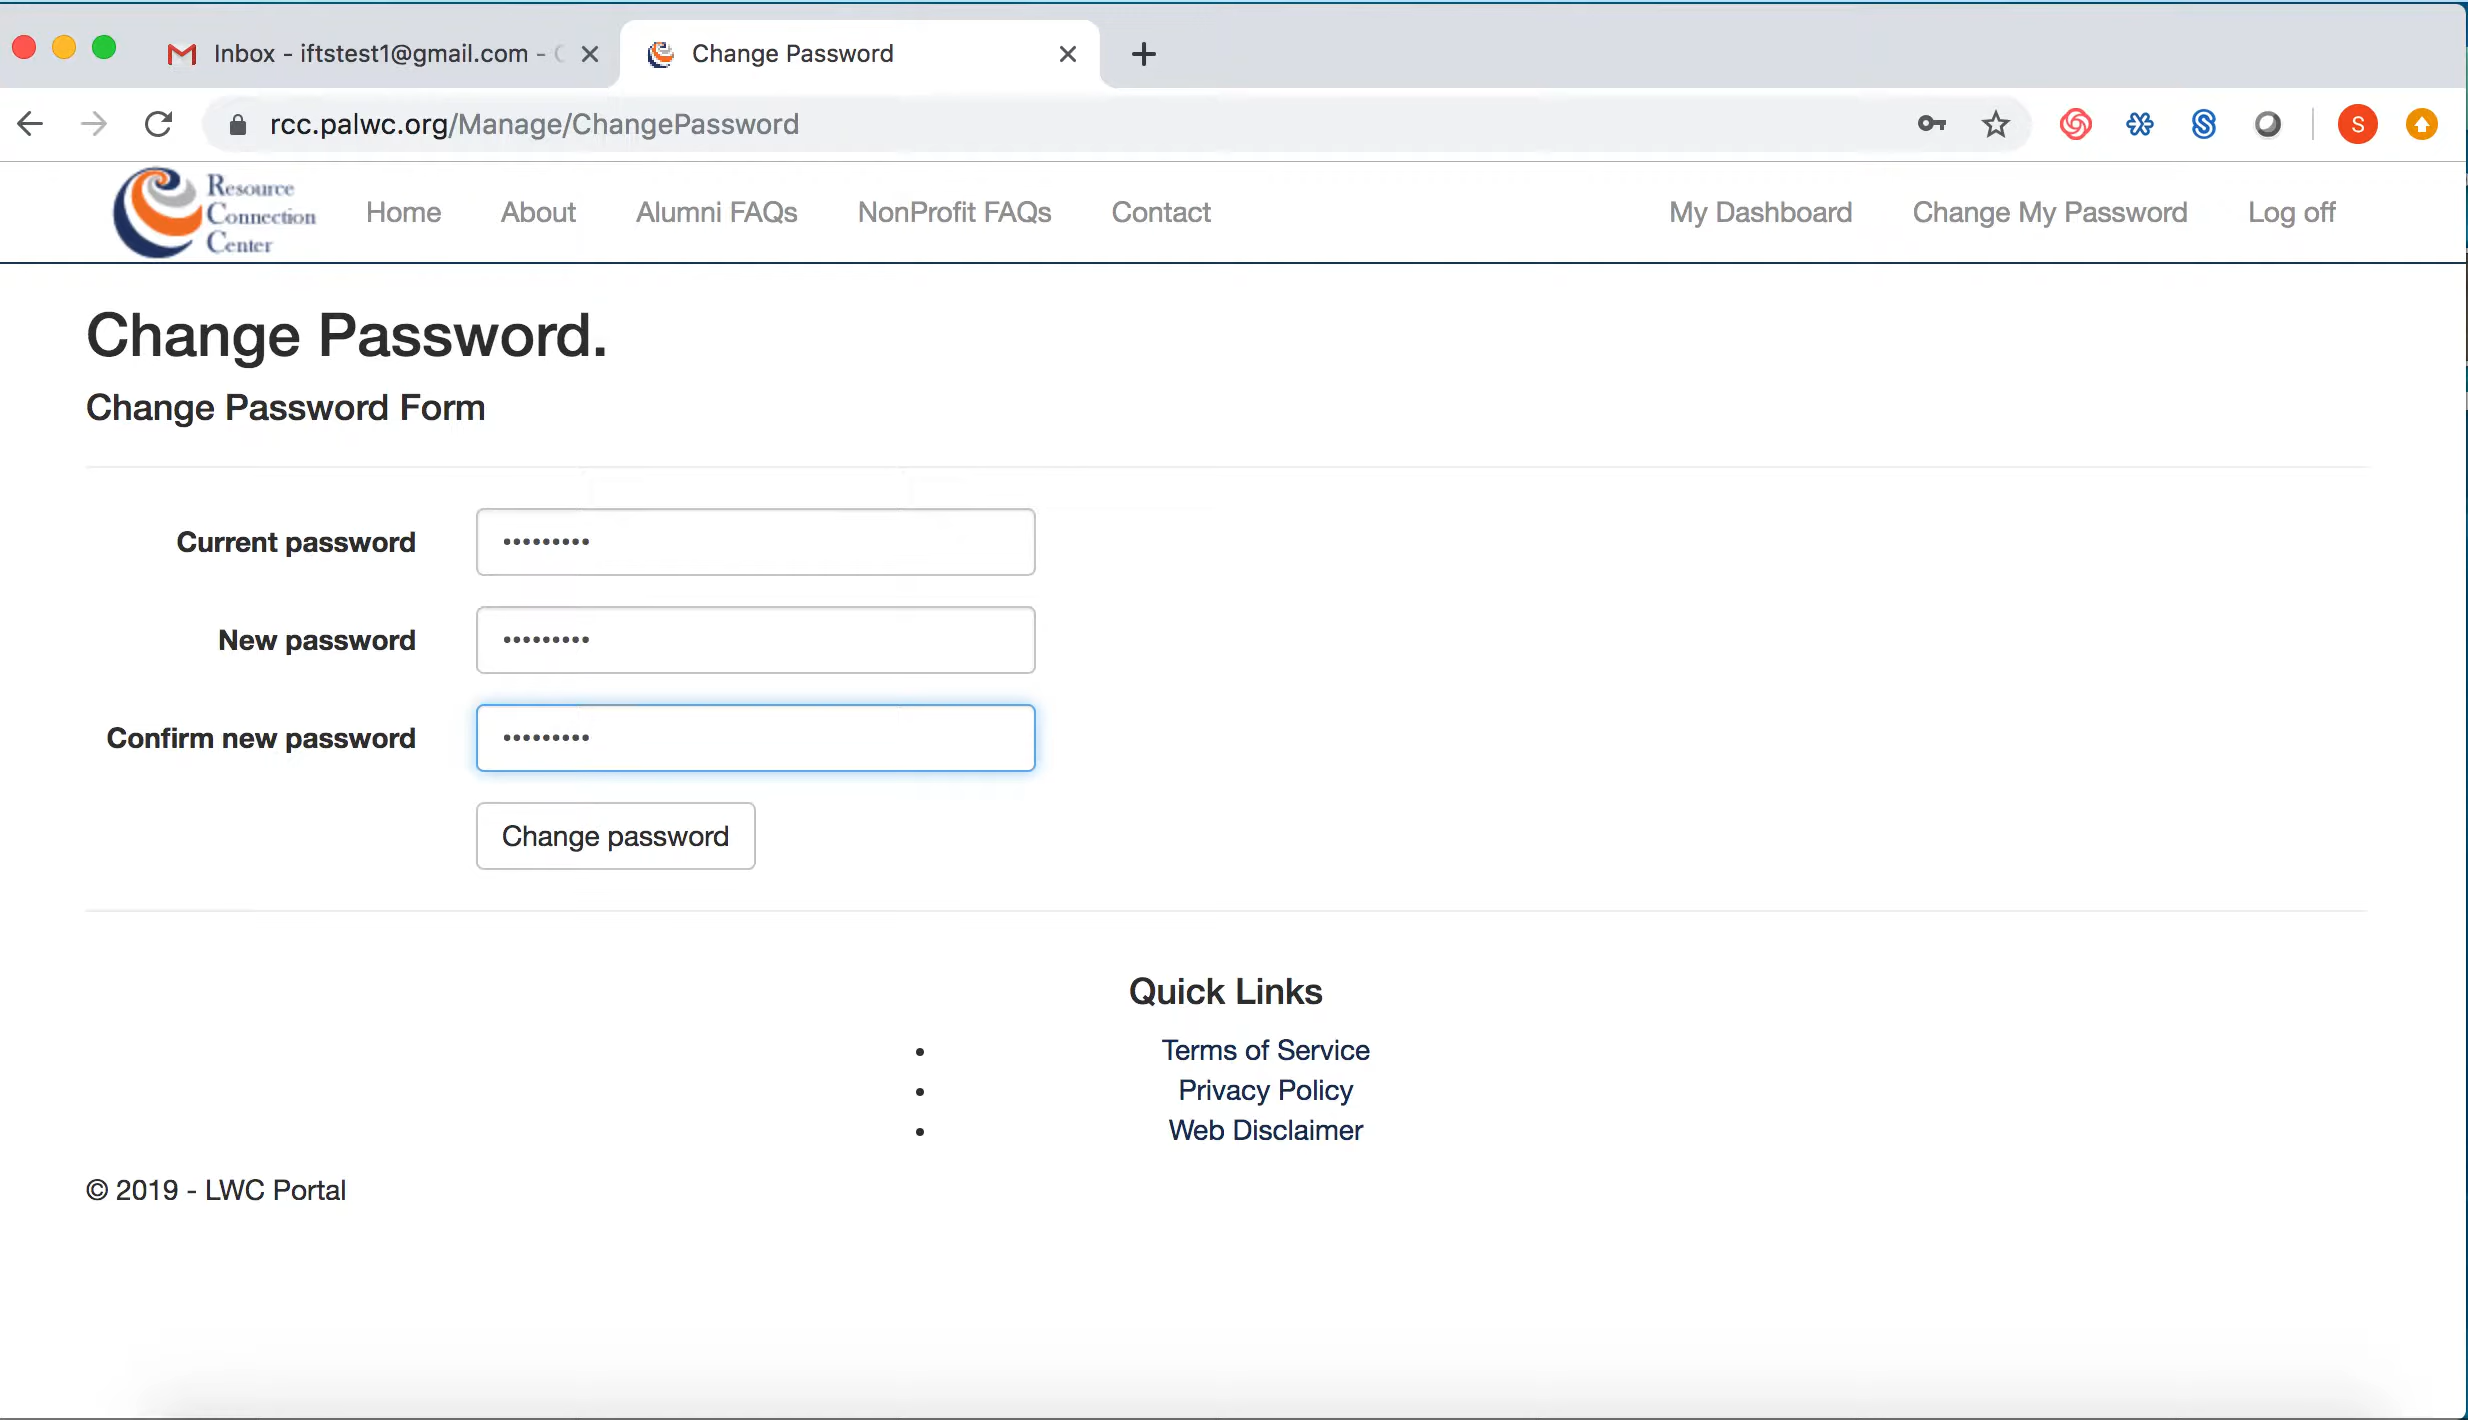 Inbox - iftstest1@gmail.com -
Change Password
rcc.palwc.org/Manage/ChangePassword
S
Resource
Connection
Center
Home About Alumni FAQs NonProfit FAQs Contact My Dashboard Change My Password Log off
Change Password.
Change Password Form
Current password •••••••••
New password •••••••••
Confirm new password •••••••••
Change password
Quick Links
• Terms of Service
• Privacy Policy
• Web Disclaimer
© 2019 - LWC Portal